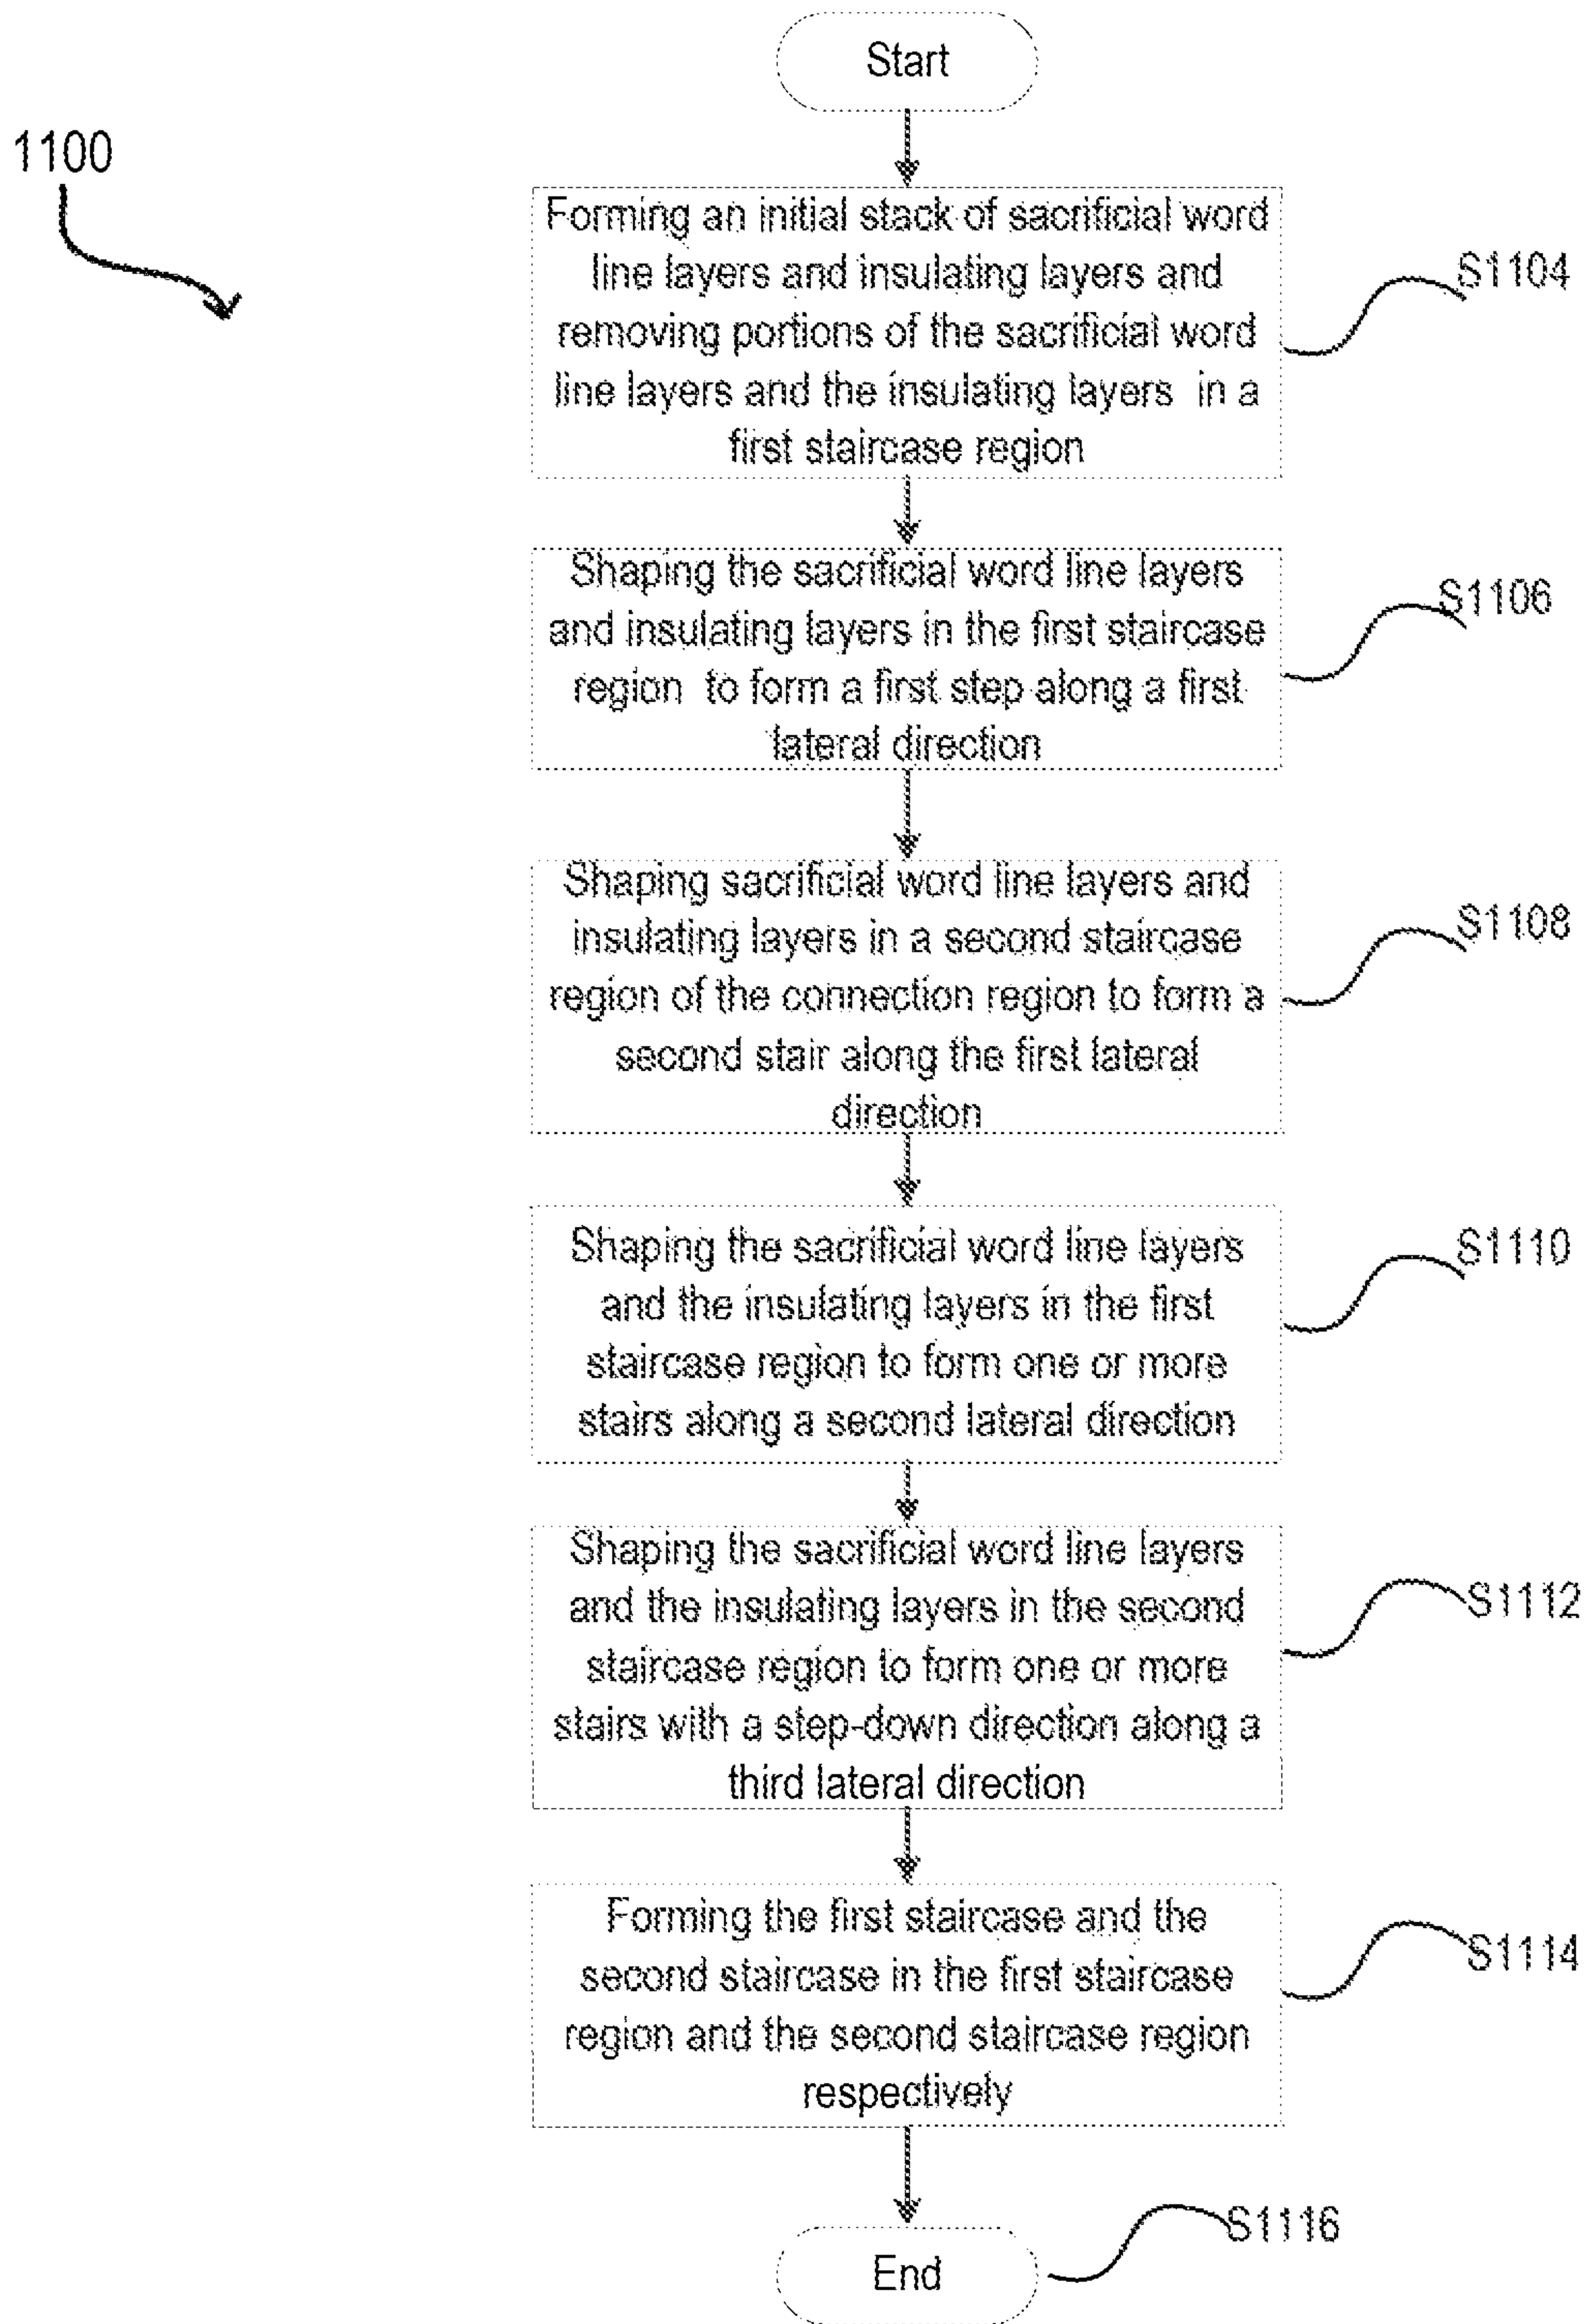 Start
1100
Forming an initial stack of sacrificial word
line layers and insulating layers and
removing portions of the sacrificial word
line layers and the insulating layers in a
first staircase region
S1104
Shaping the sacrificial word line layers
and insulating layers in the first staircase
region to form a first step along a first
lateral direction
S1106
Shaping sacrificial word line layers and
insulating layers in a second staircase
region of the connection region to form a
second stair along the first lateral
direction
S1108
Shaping the sacrificial word line layers
and the insulating layers in the first
staircase region to form one or more
stairs along a second lateral direction
S1110
Shaping the sacrificial word line layers
and the insulating layers in the second
staircase region to form one or more
stairs with a step-down direction along a
third lateral direction
S1112
Forming the first staircase and the
second staircase in the first staircase
region and the second staircase region
respectively
S1114
End
S1116